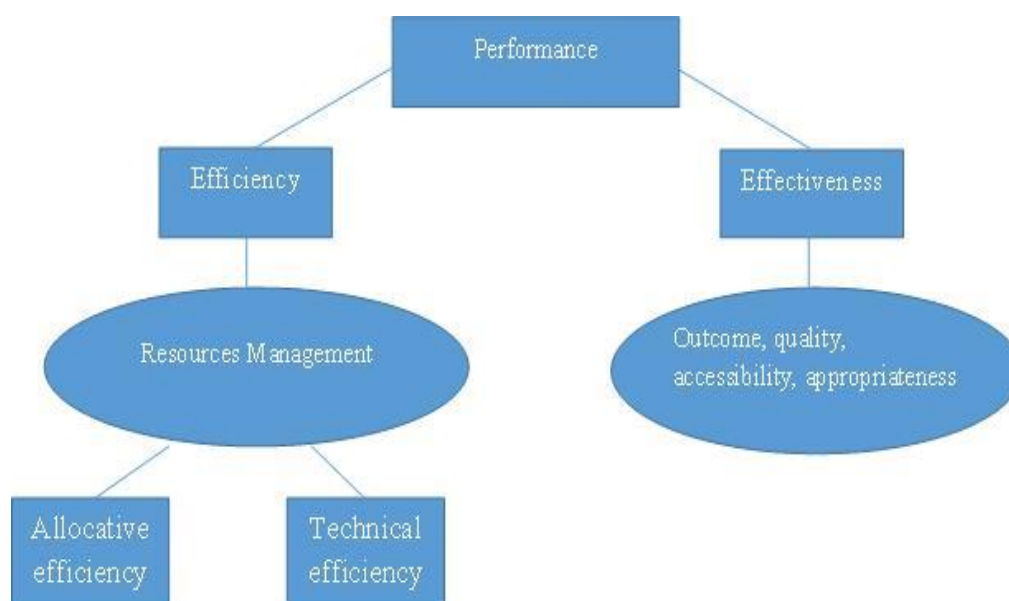 Performance
Efficiency
Effectiveness
Resources Management
Outcome, quality,
accessibility, appropriateness
Allocative
efficiency
Technical
efficiency